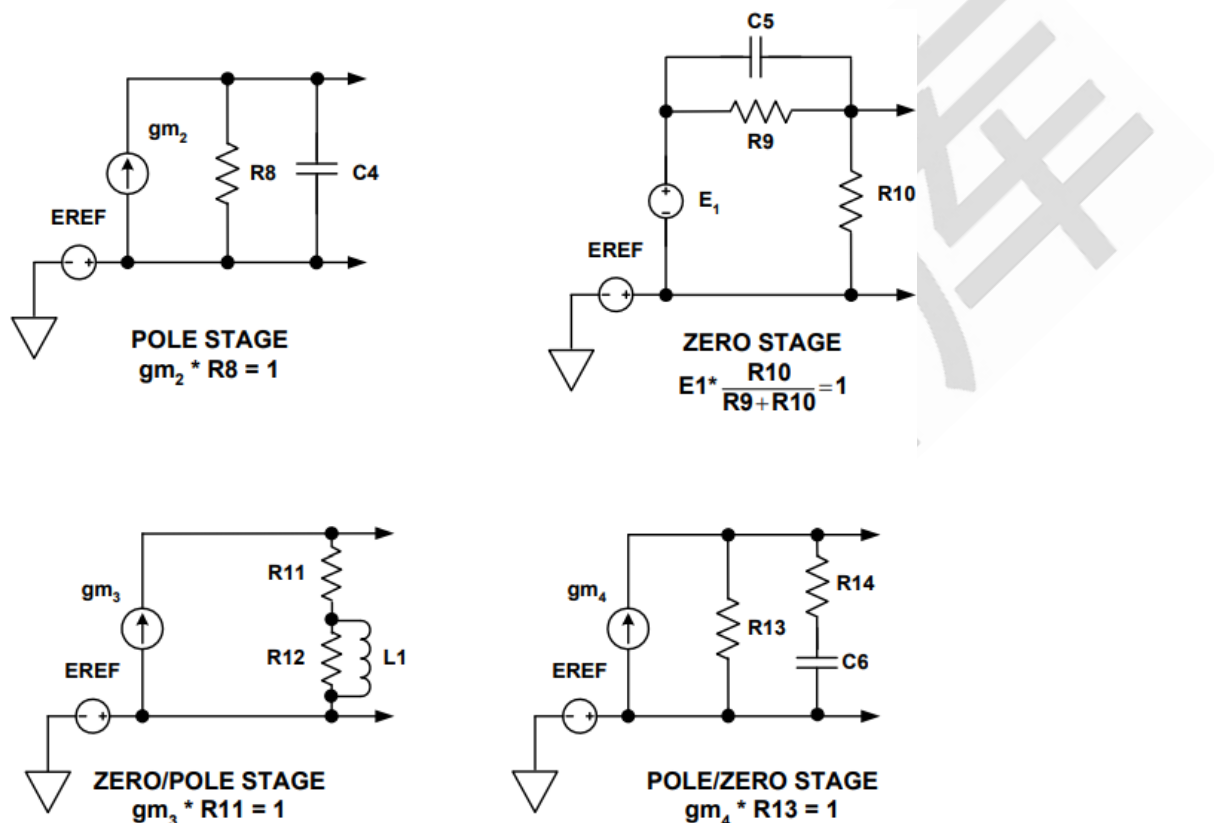 C5
gm2
R8
C4
R9
E1
R10
EREF
EREF
POLE STAGE
gm2 * R8 = 1
ZERO STAGE
E1* R10
R9+R10 =1
R11
R14
gm3
gm4
R13
R12
L1
C6
EREF
EREF
ZERO/POLE STAGE
gm3 * R11 = 1
POLE/ZERO STAGE
gm4 * R13 = 1